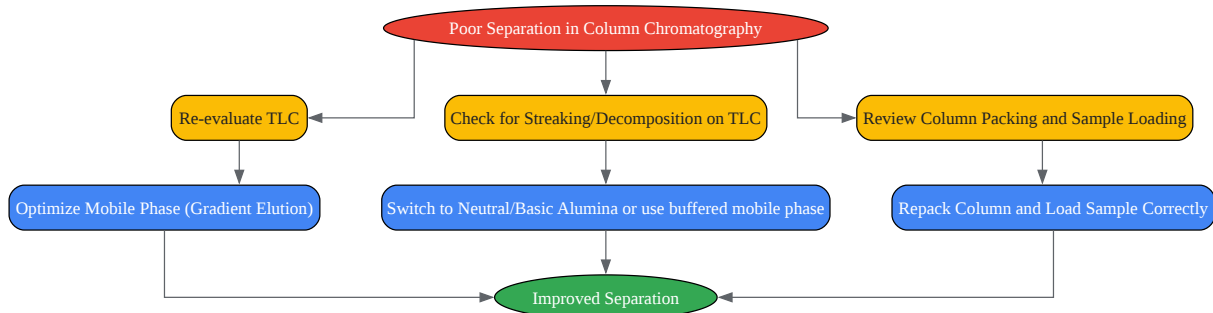 Poor Separation in Column Chromatography
Re-evaluate TLC
Check for Streaking/Decomposition on TLC
Review Column Packing and Sample Loading
Optimize Mobile Phase (Gradient Elution)
Switch to Neutral/Basic Alumina or use buffered mobile phase
Repack Column and Load Sample Correctly
Improved Separation